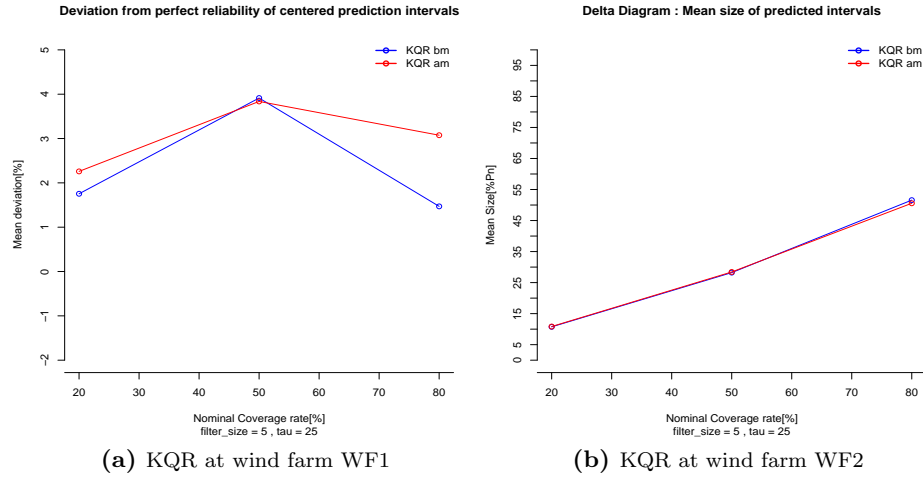 Deviation from perfect reliability of centered prediction intervals
KQR bm
KQR am
Mean deviation[%]
5
4
3
2
1
0
−1
−2
20 30 40 50 60 70 80
Nominal Coverage rate[%]
filter_size = 5 , tau = 25
(a) KQR at wind farm WF1
Delta Diagram : Mean size of predicted intervals
KQR bm
KQR am
Mean Size[%Pn]
95
85
75
65
55
45
35
25
15
5
0
20 30 40 50 60 70 80
Nominal Coverage rate[%]
filter_size = 5 , tau = 25
(b) KQR at wind farm WF2